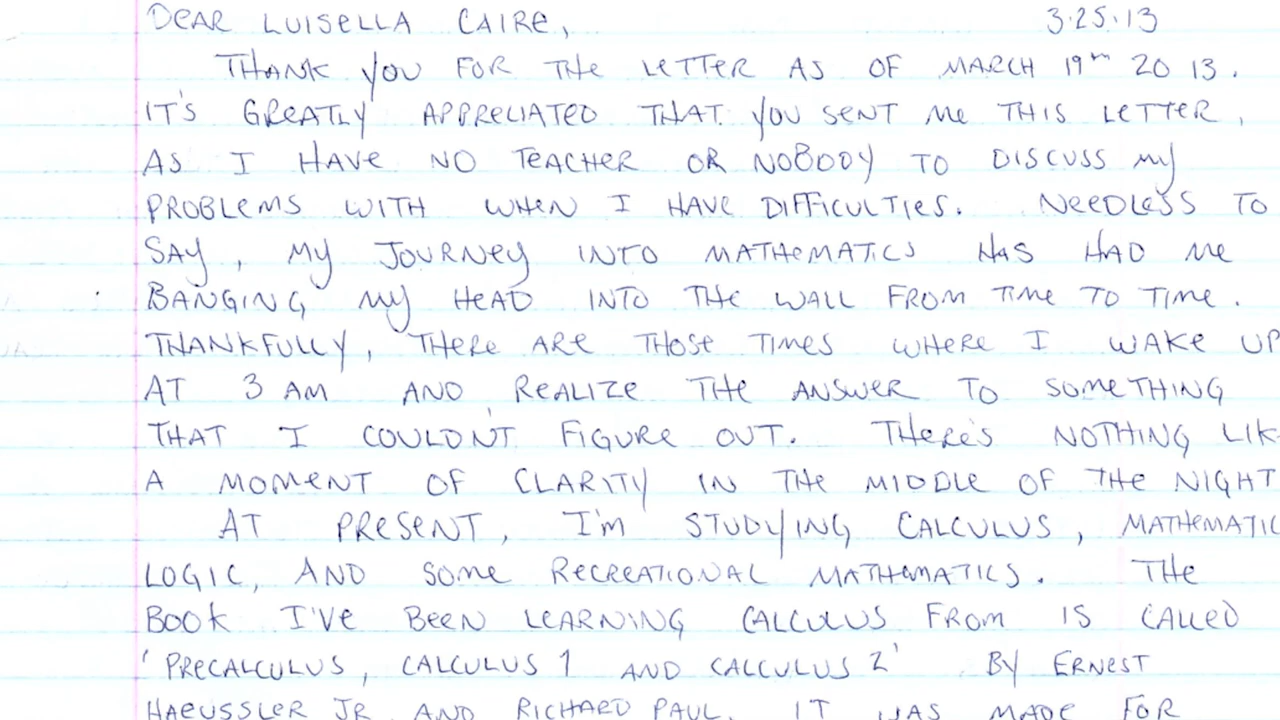 DEAR LUISELLA CAIRE, 3.25.13
THANK YOU FOR THE LETTER AS OF MARCH 19TH 2013.
IT'S GREATLY APPRECIATED THAT YOU SENT ME THIS LETTER,
AS I HAVE NO TEACHER OR NOBODY TO DISCUSS MY
PROBLEMS WITH WHEN I HAVE DIFFICULTIES. NEEDLESS TO
SAY, MY JOURNEY INTO MATHEMATICS HAS HAD ME
BANGING MY HEAD INTO THE WALL FROM TIME TO TIME.
THANKFULLY, THERE ARE THOSE TIMES WHERE I WAKE UP
AT 3 AM AND REALIZE THE ANSWER TO SOMETHING
THAT I COULDN'T FIGURE OUT. THERE'S NOTHING LIK
A MOMENT OF CLARITY IN THE MIDDLE OF THE NIGHT
AT PRESENT, I'M STUDYING CALCULUS, MATHEMATIC
LOGIC, AND SOME RECREATIONAL MATHEMATICS. THE
BOOK I'VE BEEN LEARNING CALCULUS FROM IS CALLED
'PRECALCULUS, CALCULUS 1 AND CALCULUS 2' BY ERNEST
HAEUSSLER JR AND RICHARD PAUL. IT WAS MADE FOR